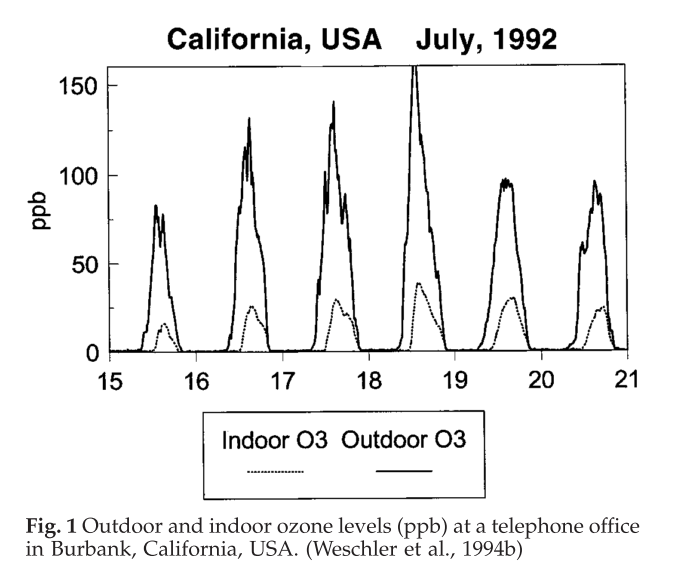 California, USA July, 1992
ppb
150
100
50
0
15 16 17 18 19 20 21
Indoor O3 Outdoor O3
Fig. 1 Outdoor and indoor ozone levels (ppb) at a telephone office
in Burbank, California, USA. (Weschler et al., 1994b)